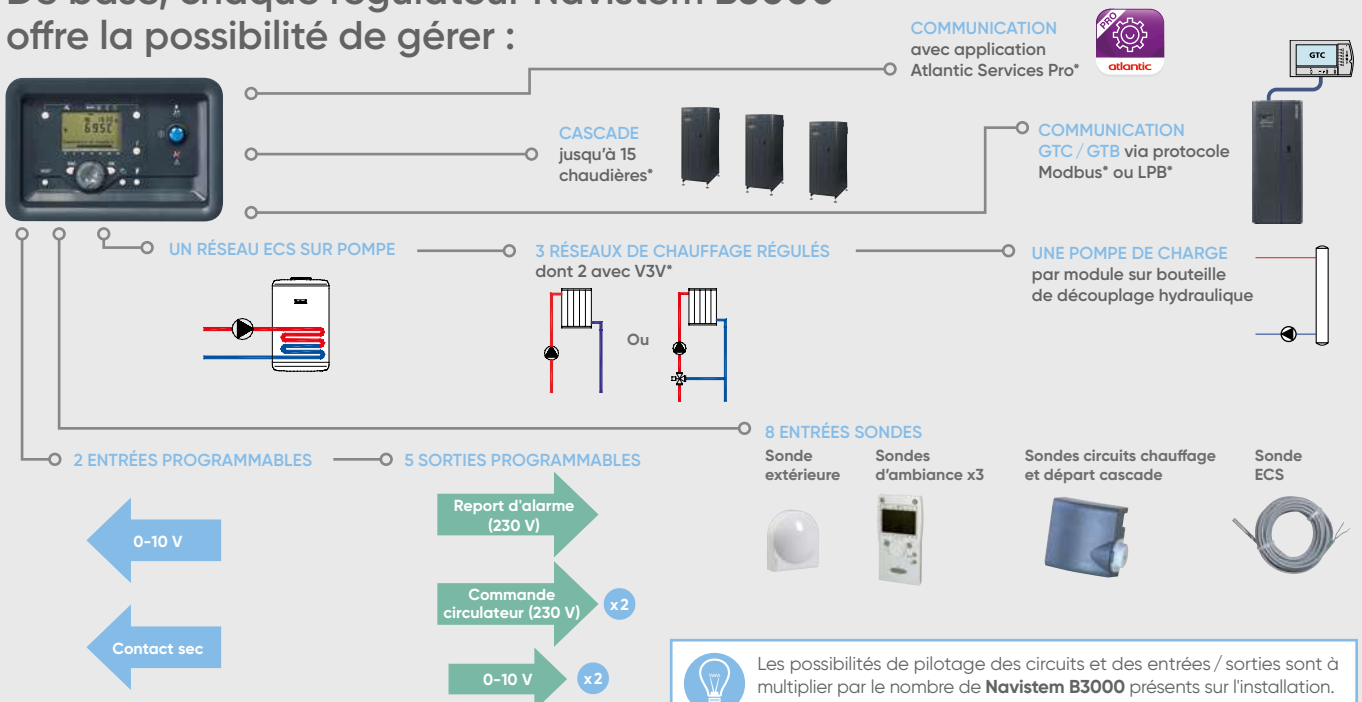 De base, chaque régulateur Navistem B3000
offre la possibilité de gérer :
COMMUNICATION
avec application
Atlantic Services Pro*
PRO
atlantic
GTC
CASCADE
jusqu'à 15
chaudières*
COMMUNICATION
GTC / GTB via protocole
Modbus* ou LPB*
UN RÉSEAU ECS SUR POMPE
3 RÉSEAUX DE CHAUFFAGE RÉGULÉS
dont 2 avec V3V*
Ou
UNE POMPE DE CHARGE
par module sur bouteille
de découplage hydraulique
2 ENTRÉES PROGRAMMABLES
0-10 V
Contact sec
5 SORTIES PROGRAMMABLES
Report d'alarme
(230 V)
Commande
circulateur (230 V)
x2
0-10 V
x2
8 ENTRÉES SONDES
Sonde
extérieure
Sondes
d'ambiance x3
Sondes circuits chauffage
et départ cascade
Sonde
ECS
Les possibilités de pilotage des circuits et des entrées / sorties sont à
multiplier par le nombre de Navistem B3000 présents sur l'installation.